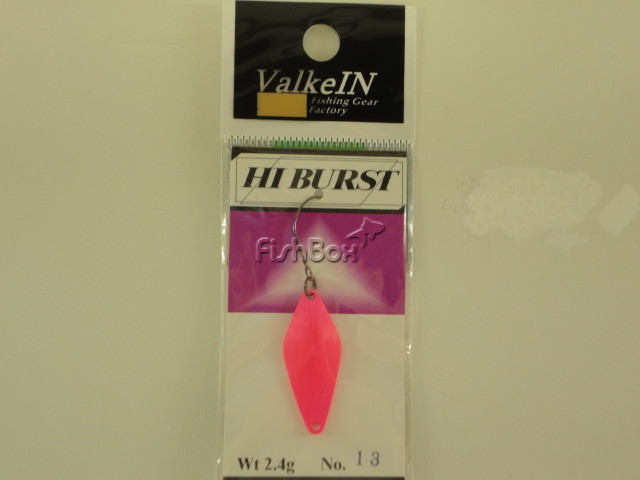 ValkeIN
Fishing Gear
Factory
HI BURST
FishBox
Wt 2.4g No. 13